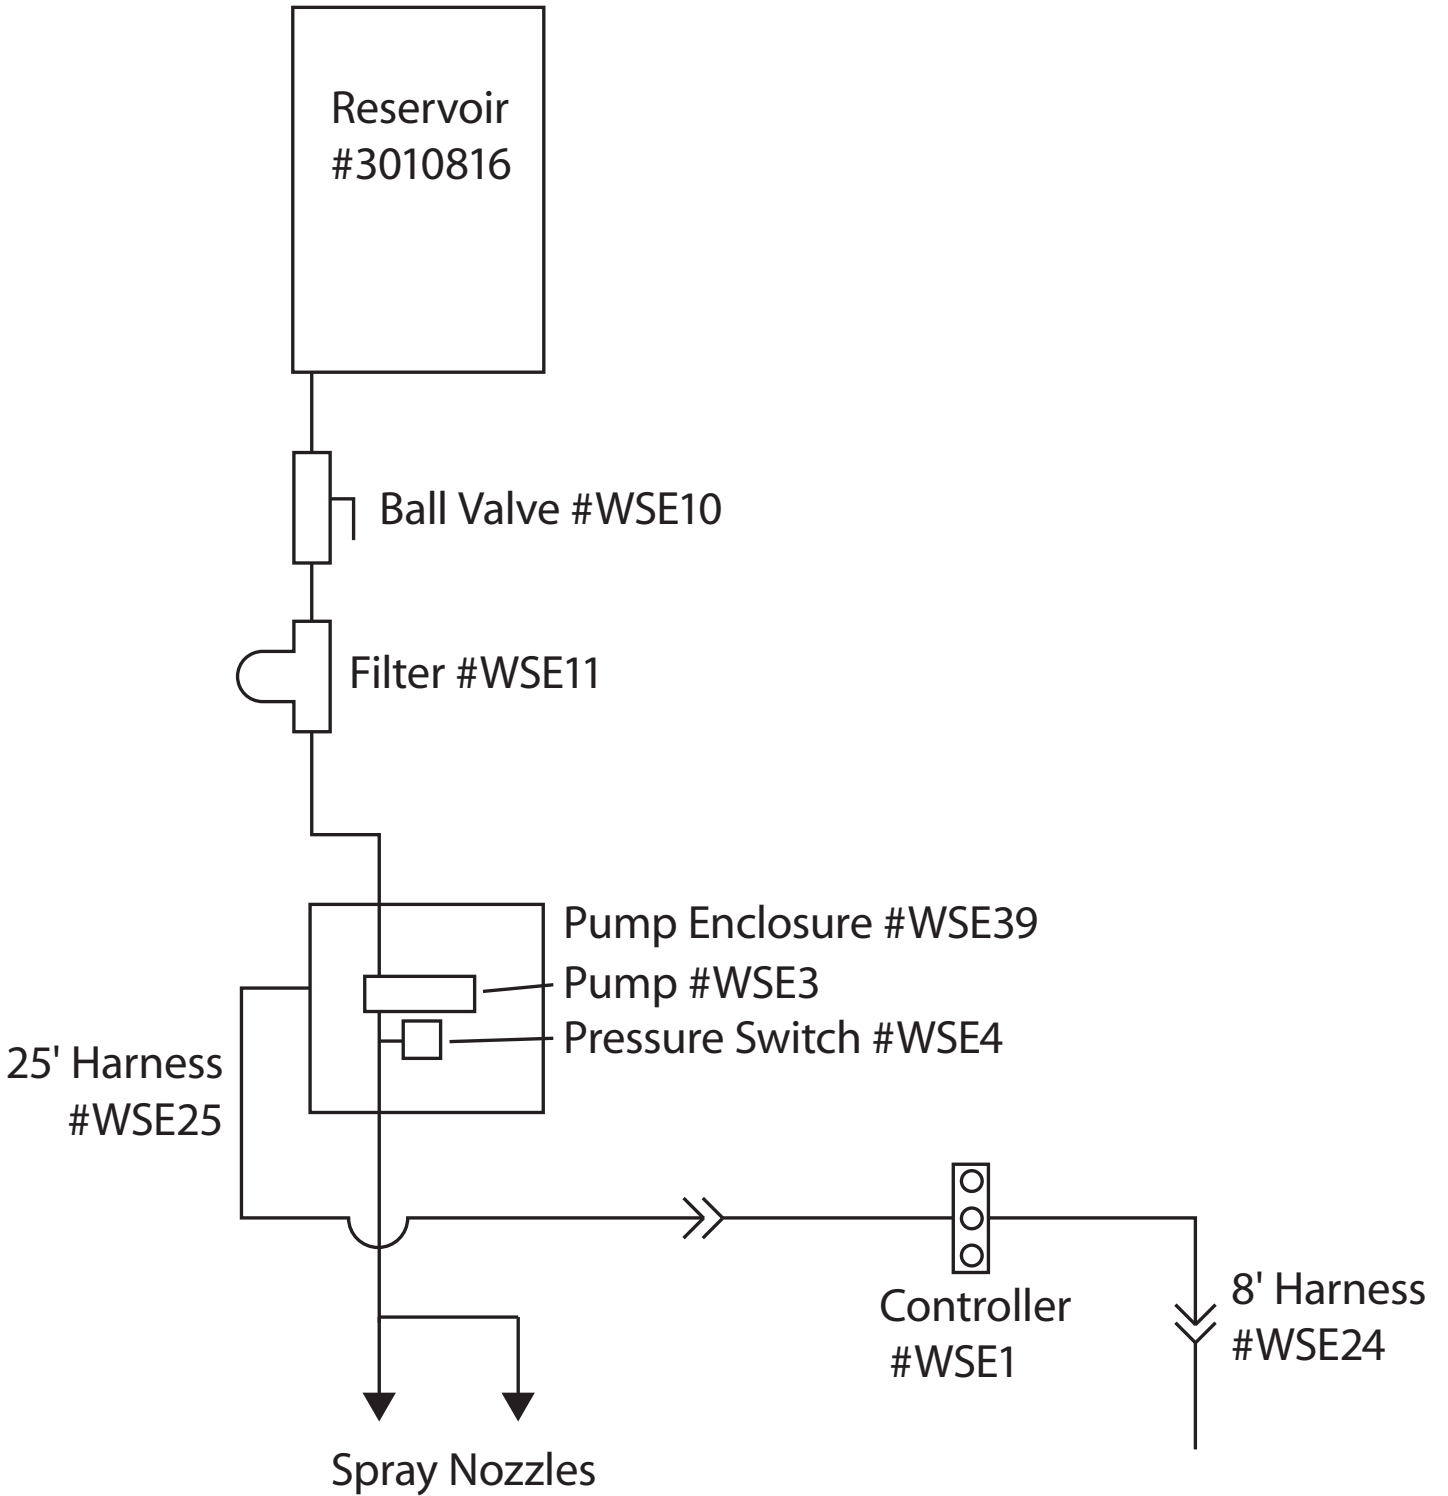 Reservoir
#3010816
Ball Valve #WSE10
Filter #WSE11
Pump Enclosure #WSE39
Pump #WSE3
Pressure Switch #WSE4
25' Harness
#WSE25
Controller
#WSE1
8' Harness
#WSE24
Spray Nozzles